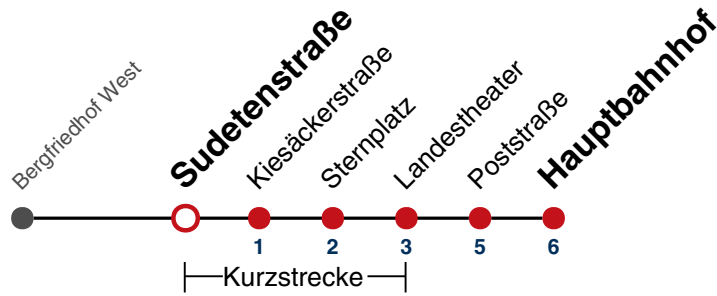 Bergfriedhof West
Sudetenstraße
Kiesäckerstraße
Sternplatz
Landestheater
Poststraße
Hauptbahnhof
1 2 3 5 6
Kurzstrecke